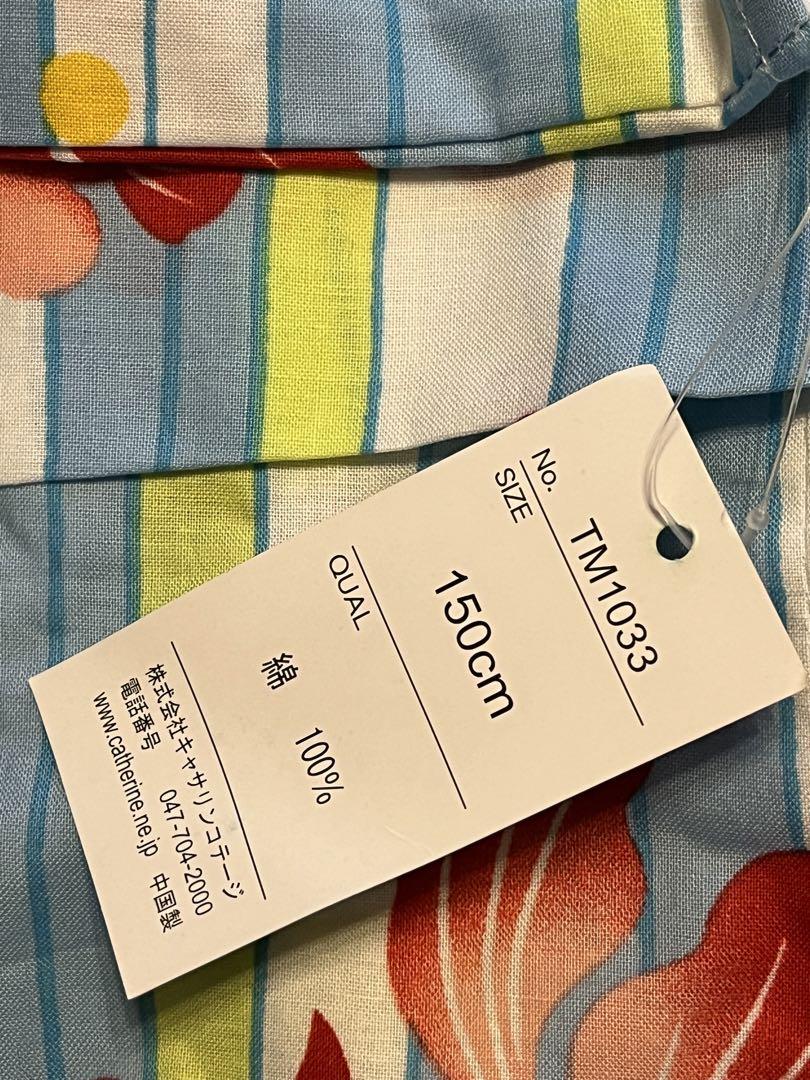 No. TM1033
SIZE
150cm
QUAL
綿 100%
株式会社キャサリンコテージ
電話番号 047-704-2000
www.catherine.ne.jp 中国製